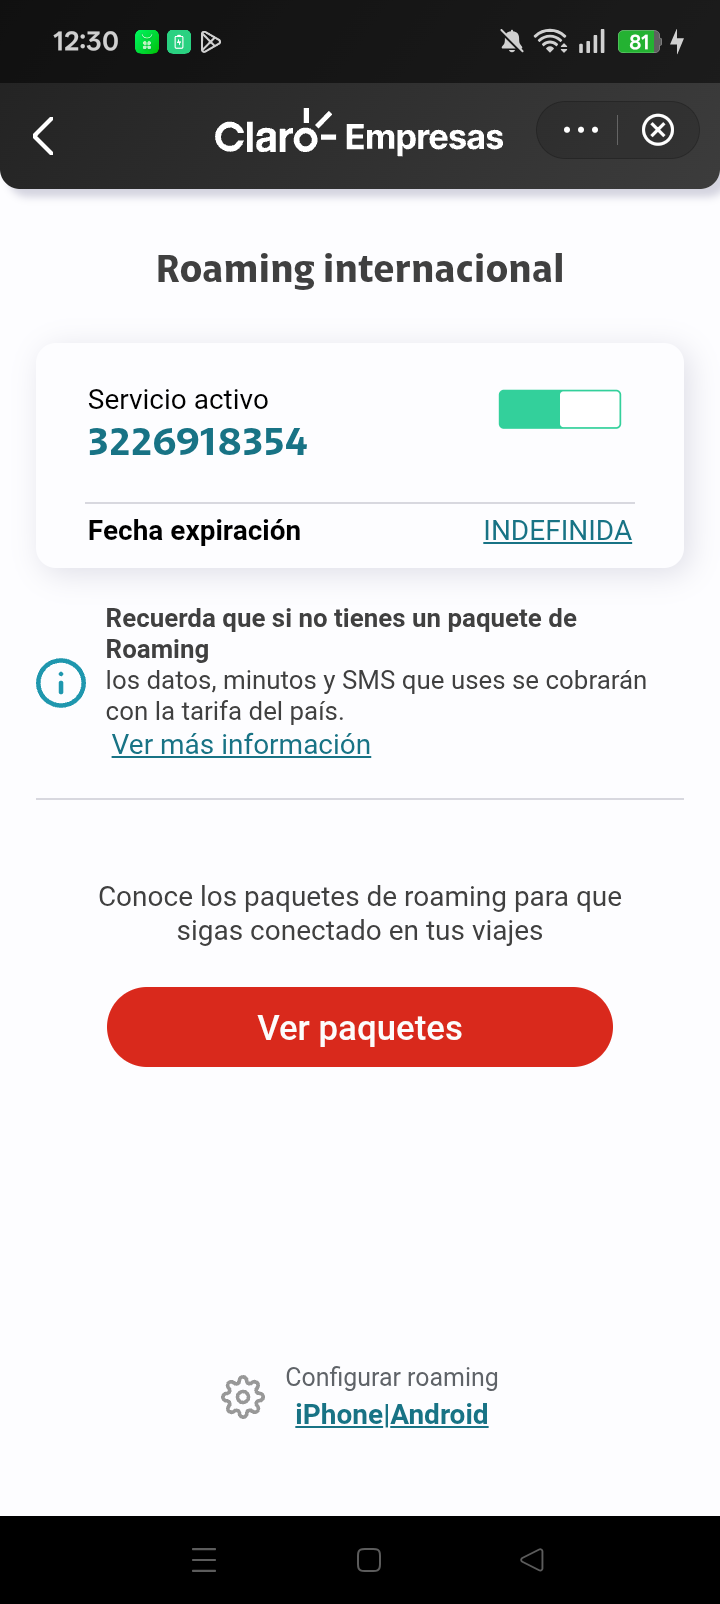 12:30
81
Claro Empresas
Roaming internacional
Servicio activo
3226918354
Fecha expiración INDEFINIDA
Recuerda que si no tienes un paquete de
Roaming
los datos, minutos y SMS que uses se cobrarán
con la tarifa del país.
Ver más información
Conoce los paquetes de roaming para que
sigas conectado en tus viajes
Ver paquetes
Configurar roaming
iPhone|Android